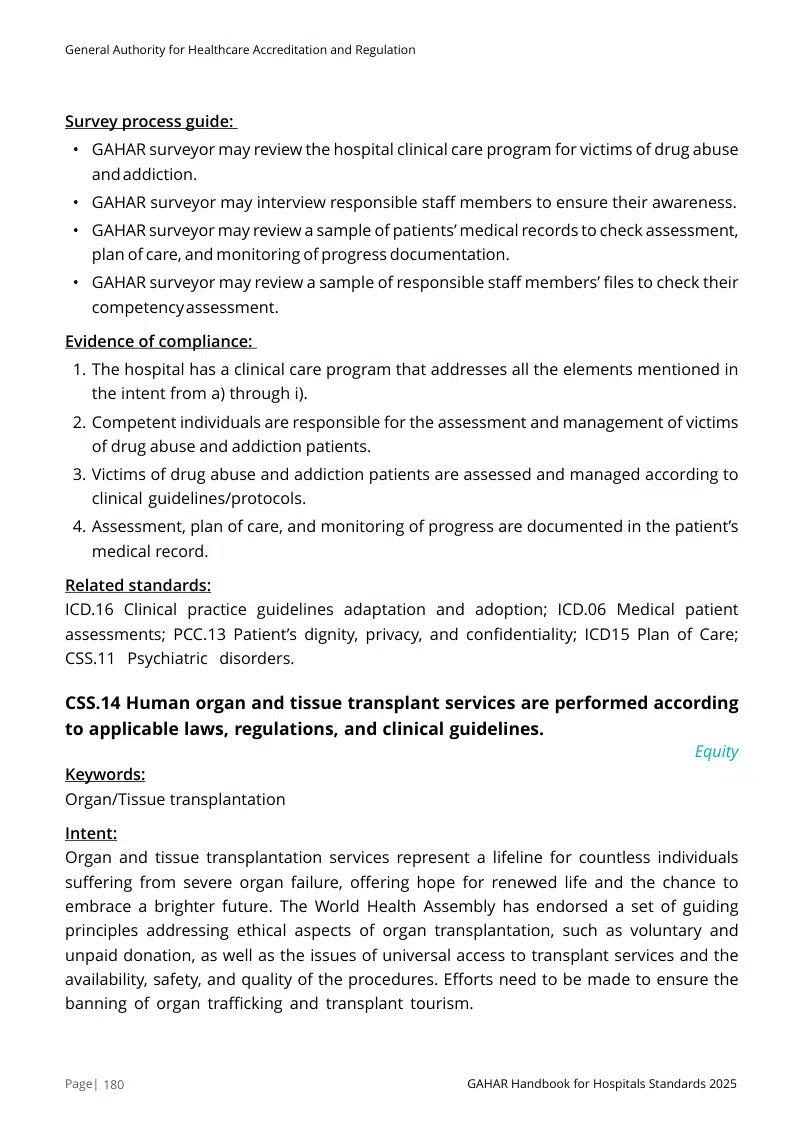 General Authority for Healthcare Accreditation and Regulation
Survey process guide:
• GAHAR surveyor may review the hospital clinical care program for victims of drug abuse
and addiction.
• GAHAR surveyor may interview responsible staff members to ensure their awareness.
• GAHAR surveyor may review a sample of patients’ medical records to check assessment,
plan of care, and monitoring of progress documentation.
• GAHAR surveyor may review a sample of responsible staff members’ files to check their
competency assessment.
Evidence of compliance:
1. The hospital has a clinical care program that addresses all the elements mentioned in
the intent from a) through i).
2. Competent individuals are responsible for the assessment and management of victims
of drug abuse and addiction patients.
3. Victims of drug abuse and addiction patients are assessed and managed according to
clinical guidelines/protocols.
4. Assessment, plan of care, and monitoring of progress are documented in the patient’s
medical record.
Related standards:
ICD.16 Clinical practice guidelines adaptation and adoption; ICD.06 Medical patient
assessments; PCC.13 Patient’s dignity, privacy, and confidentiality; ICD15 Plan of Care;
CSS.11 Psychiatric disorders.
CSS.14 Human organ and tissue transplant services are performed according
to applicable laws, regulations, and clinical guidelines.
Equity
Keywords:
Organ/Tissue transplantation
Intent:
Organ and tissue transplantation services represent a lifeline for countless individuals
suffering from severe organ failure, offering hope for renewed life and the chance to
embrace a brighter future. The World Health Assembly has endorsed a set of guiding
principles addressing ethical aspects of organ transplantation, such as voluntary and
unpaid donation, as well as the issues of universal access to transplant services and the
availability, safety, and quality of the procedures. Efforts need to be made to ensure the
banning of organ trafficking and transplant tourism.
Page| 180 GAHAR Handbook for Hospitals Standards 2025